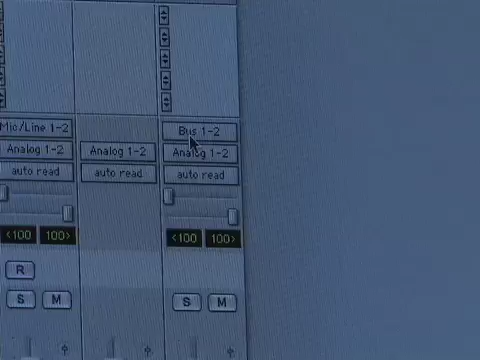 Mic/Line 1-2 Bus 1-2
Analog 1-2 Analog 1-2 Analog 1-2
auto read auto read auto read
<100 100> <100 100>
R
S M S M